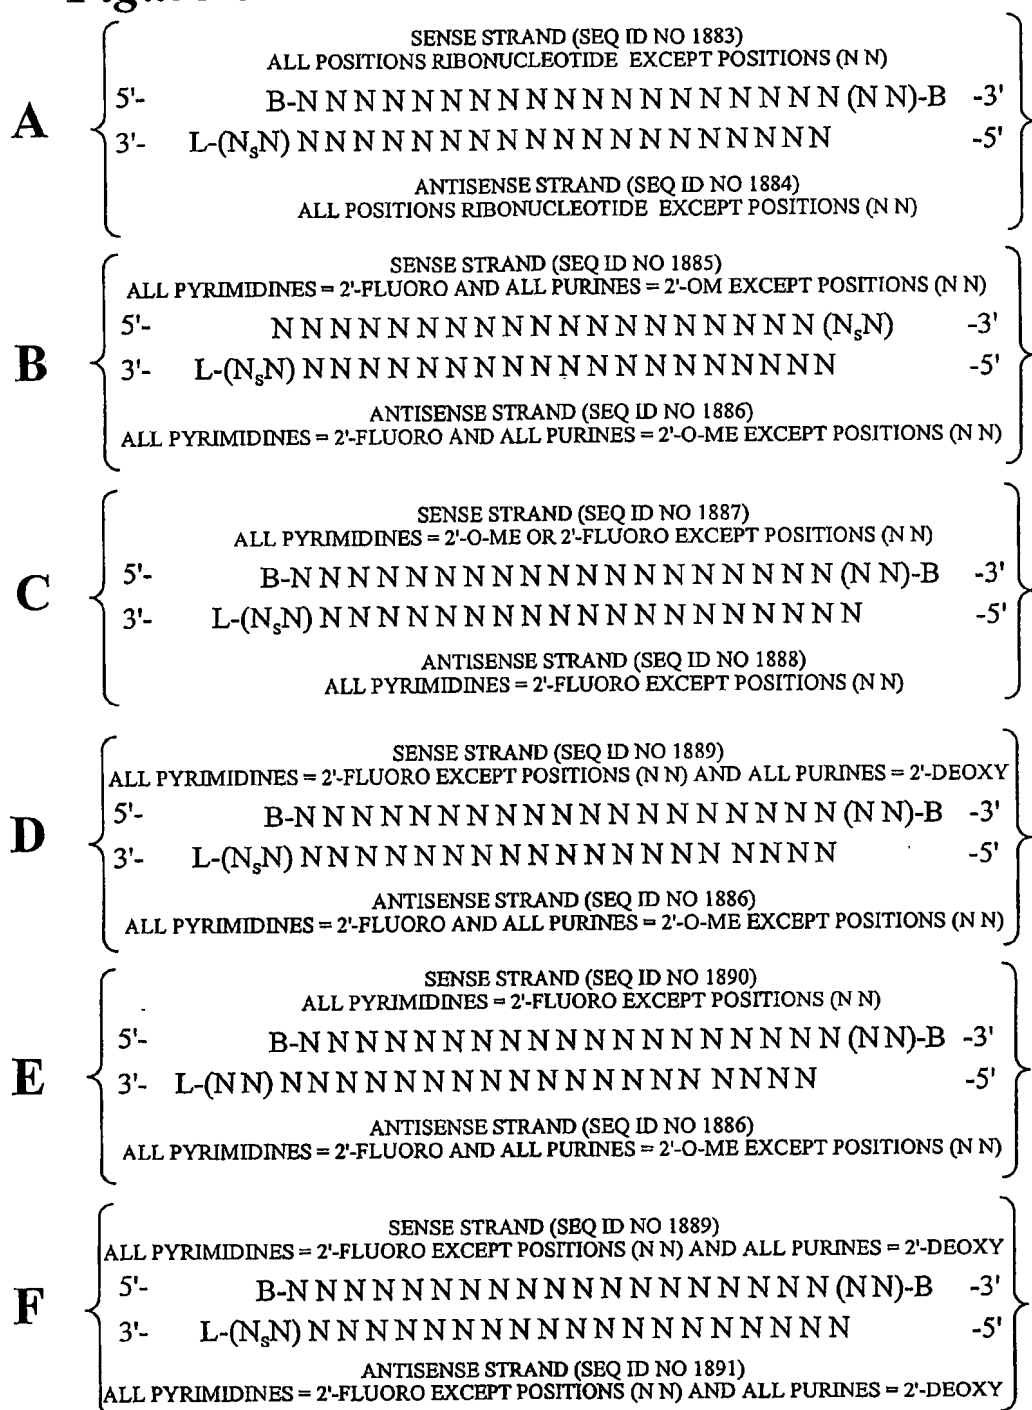 Figure
A
SENSE STRAND (SEQ ID NO 1883)
ALL POSITIONS RIBONUCLEOTIDE EXCEPT POSITIONS (N N)
5'- B-N N N N N N N N N N N N N N N N N N N (N N)-B -3'
3'- L-(NsN) N N N N N N N N N N N N N N N N N N N -5'
ANTISENSE STRAND (SEQ ID NO 1884)
ALL POSITIONS RIBONUCLEOTIDE EXCEPT POSITIONS (N N)
B
SENSE STRAND (SEQ ID NO 1885)
ALL PYRIMIDINES = 2'-FLUORO AND ALL PURINES = 2'-OM EXCEPT POSITIONS (N N)
5'- N N N N N N N N N N N N N N N N N N N (NsN) -3'
3'- L-(NsN) N N N N N N N N N N N N N N N N N N N -5'
ANTISENSE STRAND (SEQ ID NO 1886)
ALL PYRIMIDINES = 2'-FLUORO AND ALL PURINES = 2'-O-ME EXCEPT POSITIONS (N N)
C
SENSE STRAND (SEQ ID NO 1887)
ALL PYRIMIDINES = 2'-O-ME OR 2'-FLUORO EXCEPT POSITIONS (N N)
5'- B-N N N N N N N N N N N N N N N N N N N (N N)-B -3'
3'- L-(NsN) N N N N N N N N N N N N N N N N N N N -5'
ANTISENSE STRAND (SEQ ID NO 1888)
ALL PYRIMIDINES = 2'-FLUORO EXCEPT POSITIONS (N N)
D
SENSE STRAND (SEQ ID NO 1889)
ALL PYRIMIDINES = 2'-FLUORO EXCEPT POSITIONS (N N) AND ALL PURINES = 2'-DEOXY
5'- B-N N N N N N N N N N N N N N N N N N N (N N)-B -3'
3'- L-(NsN) N N N N N N N N N N N N N N N N N N N -5'
ANTISENSE STRAND (SEQ ID NO 1886)
ALL PYRIMIDINES = 2'-FLUORO AND ALL PURINES = 2'-O-ME EXCEPT POSITIONS (N N)
E
SENSE STRAND (SEQ ID NO 1890)
ALL PYRIMIDINES = 2'-FLUORO EXCEPT POSITIONS (N N)
5'- B-N N N N N N N N N N N N N N N N N N N (N N)-B -3'
3'- L-(N N) N N N N N N N N N N N N N N N N N N N -5'
ANTISENSE STRAND (SEQ ID NO 1886)
ALL PYRIMIDINES = 2'-FLUORO AND ALL PURINES = 2'-O-ME EXCEPT POSITIONS (N N)
F
SENSE STRAND (SEQ ID NO 1889)
ALL PYRIMIDINES = 2'-FLUORO EXCEPT POSITIONS (N N) AND ALL PURINES = 2'-DEOXY
5'- B-N N N N N N N N N N N N N N N N N N N (N N)-B -3'
3'- L-(NsN) N N N N N N N N N N N N N N N N N N N -5'
ANTISENSE STRAND (SEQ ID NO 1891)
ALL PYRIMIDINES = 2'-FLUORO EXCEPT POSITIONS (N N) AND ALL PURINES = 2'-DEOXY